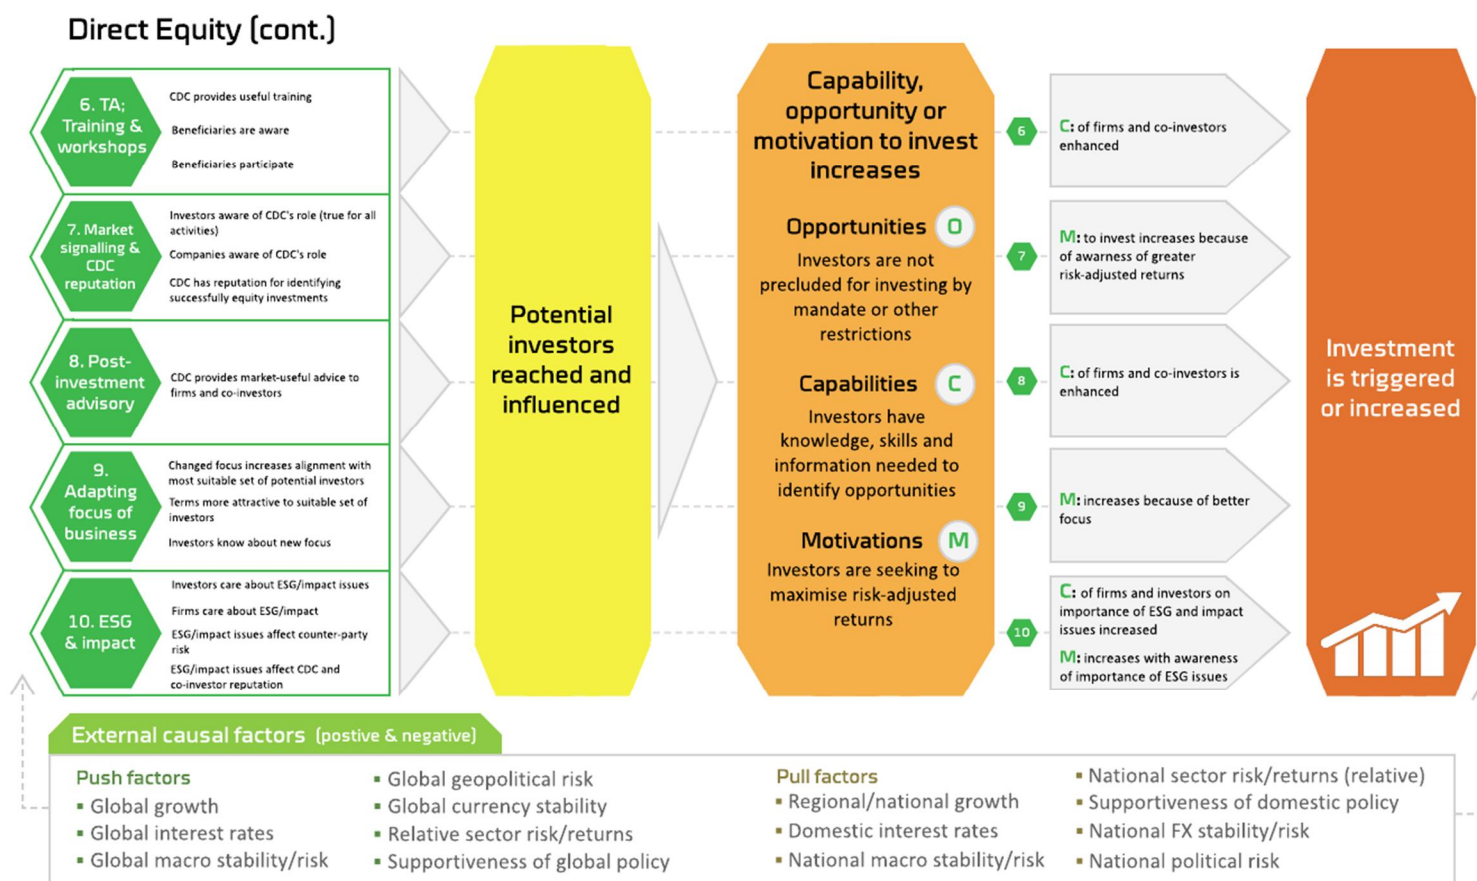 Direct Equity (cont.)
6. TA;
Training &
workshops
CDC provides useful training
Beneficiaries are aware
Beneficiaries participate
7. Market
signalling &
CDC
reputation
Investors aware of CDC's role (true for all
activities)
Companies aware of CDC's role
CDC has reputation for identifying
successfully equity investments
8. Post-
investment
advisory
CDC provides market-useful advice to
firms and co-investors
9.
Adapting
focus of
business
Changed focus increases alignment with
most suitable set of potential investors
Terms more attractive to suitable set of
investors
Investors know about new focus
10. ESG
& impact
Investors care about ESG/impact issues
Firms care about ESG/impact
ESG/impact issues affect counter-party
risk
ESG/impact issues affect CDC and
co-investor reputation
Potential
investors
reached and
influenced
Capability,
opportunity or
motivation to invest
increases
Opportunities O
Investors are not
precluded for investing by
mandate or other
restrictions
Capabilities C
Investors have
knowledge, skills and
information needed to
identify opportunities
Motivations M
Investors are seeking to
maximise risk-adjusted
returns
6
C: of firms and co-investors
enhanced
7
M: to invest increases because
of awarness of greater
risk-adjusted returns
8
C: of firms and co-investors is
enhanced
9
M: increases because of better
focus
10
C: of firms and investors on
importance of ESG and impact
issues increased
M: increases with awareness
of importance of ESG issues
Investment
is triggered
or increased
External causal factors (postive & negative)
Push factors
▪ Global growth
▪ Global interest rates
▪ Global macro stability/risk
▪ Global geopolitical risk
▪ Global currency stability
▪ Relative sector risk/returns
▪ Supportiveness of global policy
Pull factors
▪ Regional/national growth
▪ Domestic interest rates
▪ National macro stability/risk
▪ National sector risk/returns (relative)
▪ Supportiveness of domestic policy
▪ National FX stability/risk
▪ National political risk